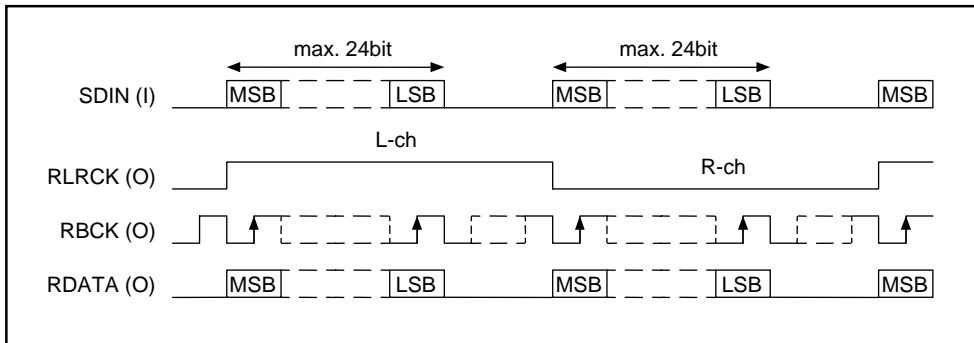 max. 24bit max. 24bit
SDIN (I) MSB LSB MSB LSB MSB
L-ch
RLRCK (O) R-ch
RBCK (O)
RDATA (O) MSB LSB MSB LSB MSB